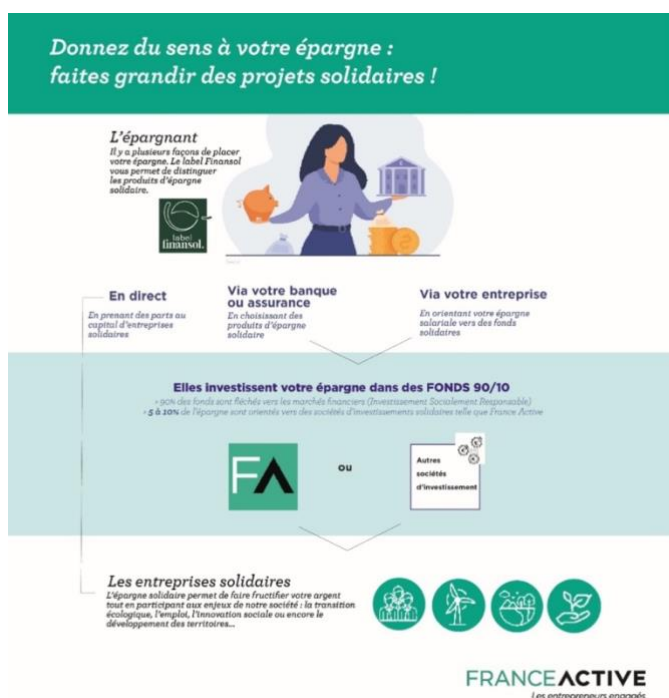 Donnez du sens à votre épargne :
faites grandir des projets solidaires !
L'épargnant
Il y a plusieurs façons de placer
votre épargne. Le label Finansol
vous permet de distinguer
les produits d'épargne
solidaire.
label
finansol.
En direct
En prenant des parts au
capital d'entreprises
solidaires
Via votre banque
ou assurance
En choisissant des
produits d'épargne
solidaire
Via votre entreprise
En orientant votre épargne
salariale vers des fonds
solidaires
Elles investissent votre épargne dans des FONDS 90/10
• 90% des fonds sont fléchés vers les marchés financiers (Investissement Socialement Responsable)
• 5 à 10% de l'épargne sont orientés vers des sociétés d'investissements solidaires telle que France Active
FA
ou
Autres
sociétés
d'investissement
Les entreprises solidaires
L'épargne solidaire permet de faire fructifier votre argent
tout en participant aux enjeux de notre société : la transition
écologique, l'emploi, l'innovation sociale ou encore le
développement des territoires...
FRANCEACTIVE
Les entrepreneurs engagés